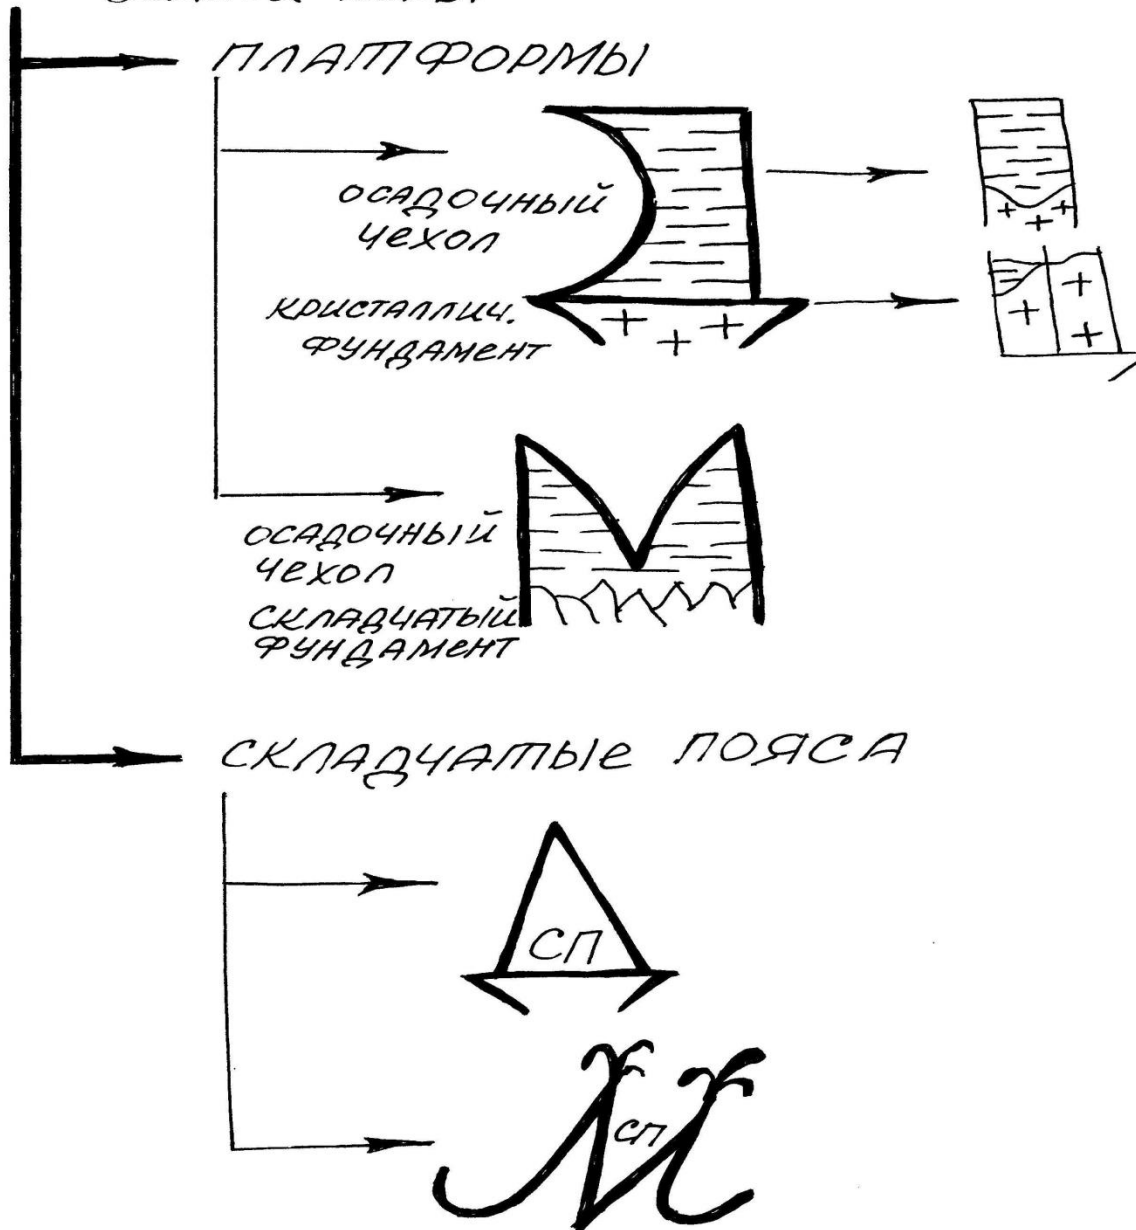 ПЛАТФОРМЫ
ОСАДОЧНЫЙ
ЧЕХОЛ
КРИСТАЛЛИЧ.
ФУНДАМЕНТ
ОСАДОЧНЫЙ
ЧЕХОЛ
СКЛАДЧАТЫЙ
ФУНДАМЕНТ
СКЛАДЧАТЫЕ ПОЯСА
СП
СП